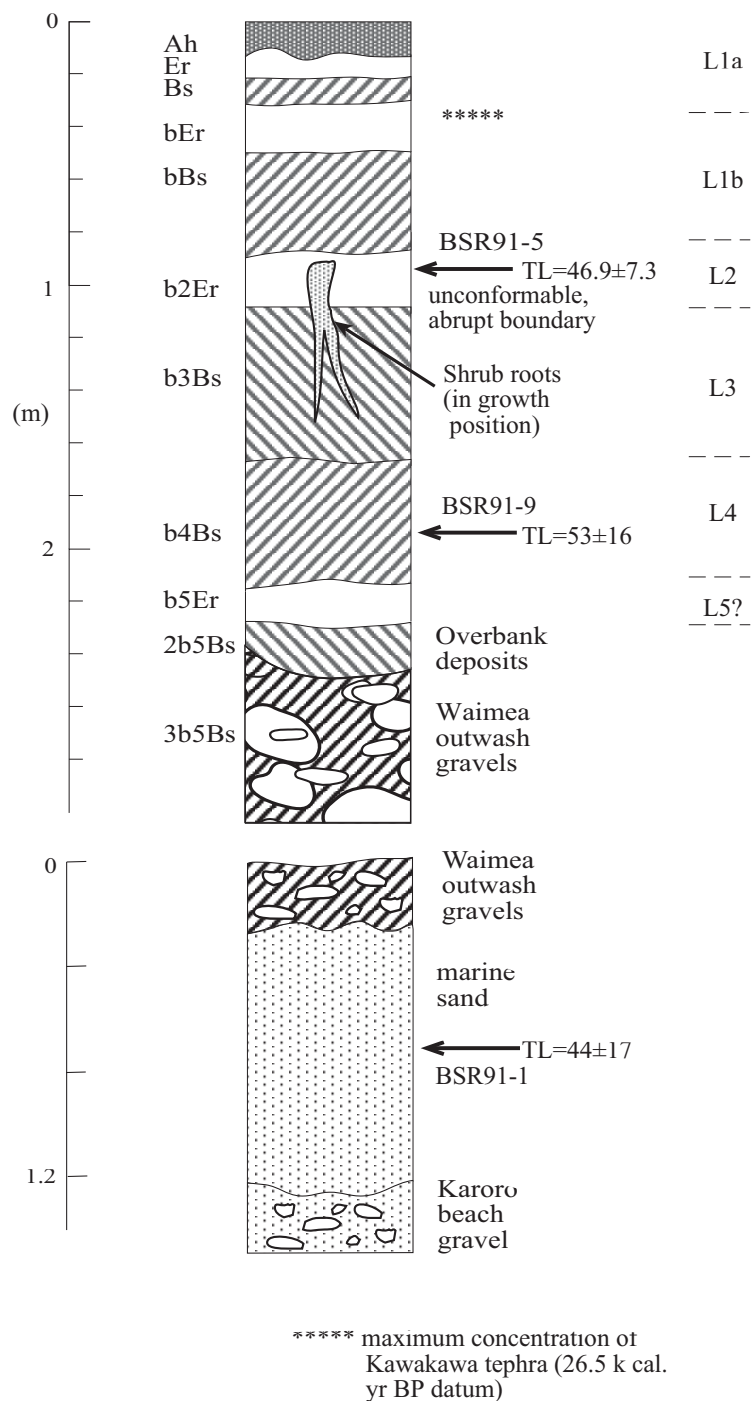 0
Ah
Er
Bs
bEr
bBs
b2Er
1
b3Bs
(m)
b4Bs
2
b5Er
2b5Bs
3b5Bs
*****
BSR91-5
TL=46.9±7.3
unconformable,
abrupt boundary
Shrub roots
(in growth
position)
BSR91-9
TL=53±16
Overbank
deposits
Waimea
outwash
gravels
L1a
L1b
L2
L3
L4
L5?
0
Waimea
outwash
gravels
marine
sand
TL=44±17
BSR91-1
1.2
Karoro
beach
gravel
***** maximum concentration of
Kawakawa tephra (26.5 k cal.
yr BP datum)